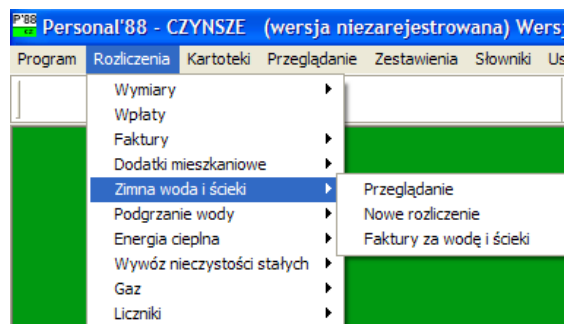 P'88 cz Personal'88 - CZYNSZE (wersja niezarejestrowana)
Program Rozliczenia Kartoteki Przeglądanie Zestawienia Słowniki
Wymiary
Wpłaty
Faktury
Dodatki mieszkaniowe
Zimna woda i ścieki
Przeglądanie
Podgrzanie wody
Nowe rozliczenie
Energia cieplna
Faktury za wodę i ścieki
Wywóz nieczystości stałych
Gaz
Liczniki